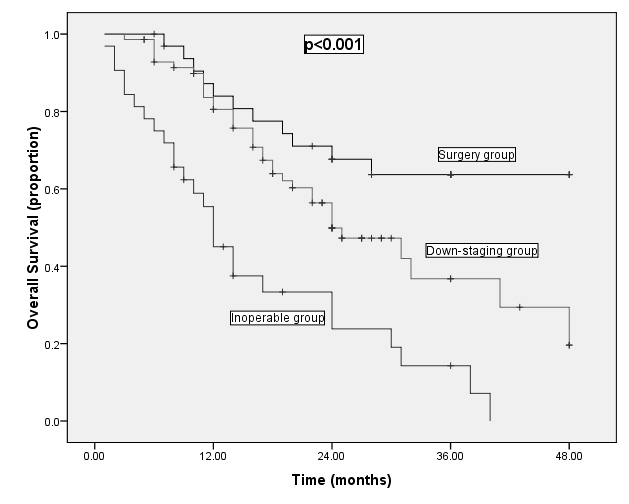 p<0.001
1.0
0.8
0.6
0.4
0.2
0.0
Overall Survival (proportion)
Surgery group
Down-staging group
Inoperable group
0.00 12.00 24.00 36.00 48.00
Time (months)